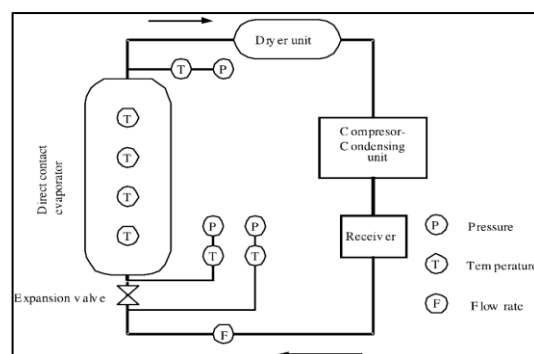 Dryer unit
T
P
T
T
T
T
Direct contact
evaporator
Compresor-
Condensing
unit
P
P
T
T
Receiver
P Pressure
T Temperature
F Flow rate
Expansion valve
F